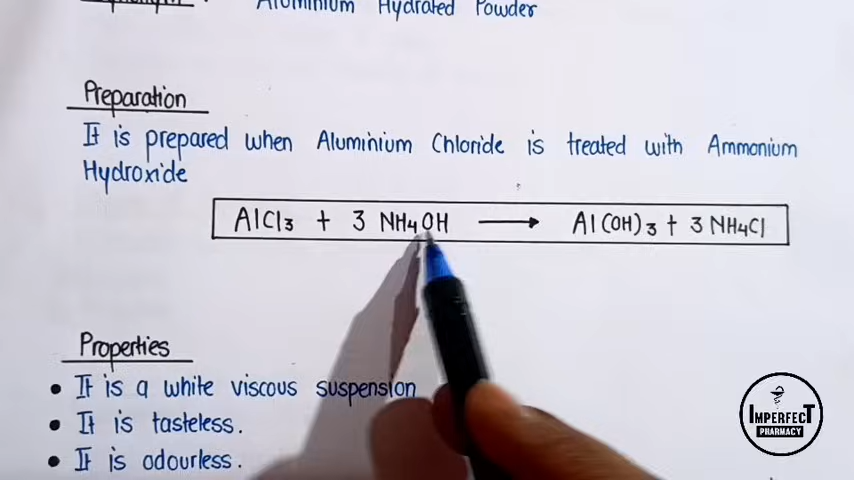 Aluminium Hydrated Powder
Preparation
It is prepared when Aluminium Chloride is treated with Ammonium
Hydroxide
AlCl₃ + 3 NH₄OH ⟶ Al(OH)₃ + 3 NH₄Cl
Properties
• It is a white viscous suspension
• It is tasteless.
• It is odourless.
IMPERFECT
PHARMACY